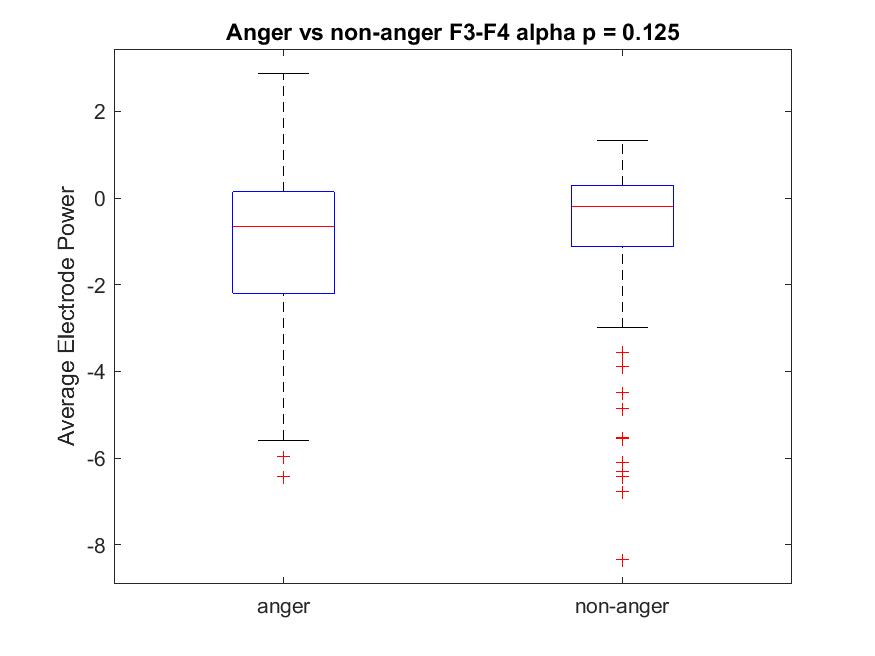 Anger vs non-anger F3-F4 alpha p = 0.125
Average Electrode Power
2
0
-2
-4
-6
-8
anger non-anger